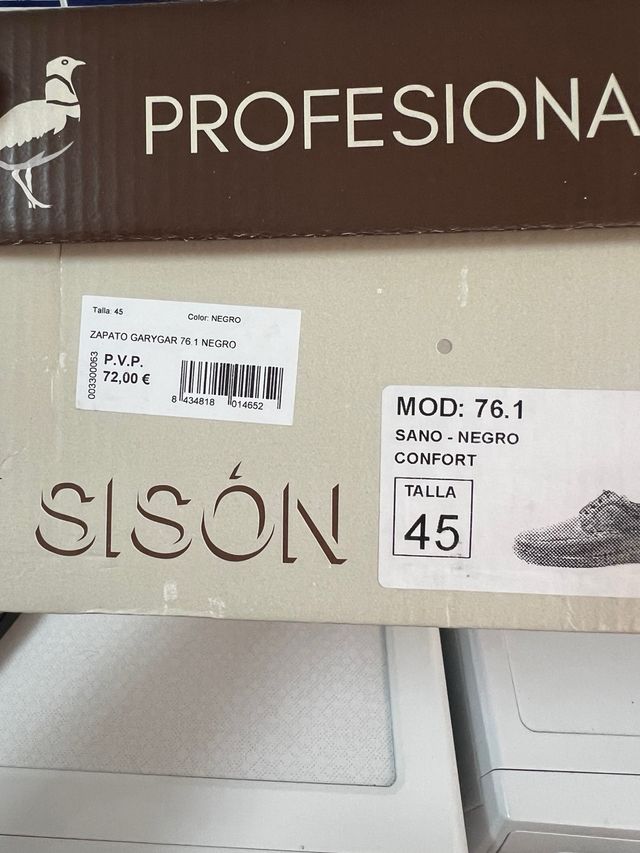 PROFESIONA
Talla: 45 Color: NEGRO
ZAPATO GARYGAR 76.1 NEGRO
003300063
P.V.P.
72,00 €
8 434818 014652
MOD: 76.1
SANO - NEGRO
CONFORT
TALLA
45
SISÓN